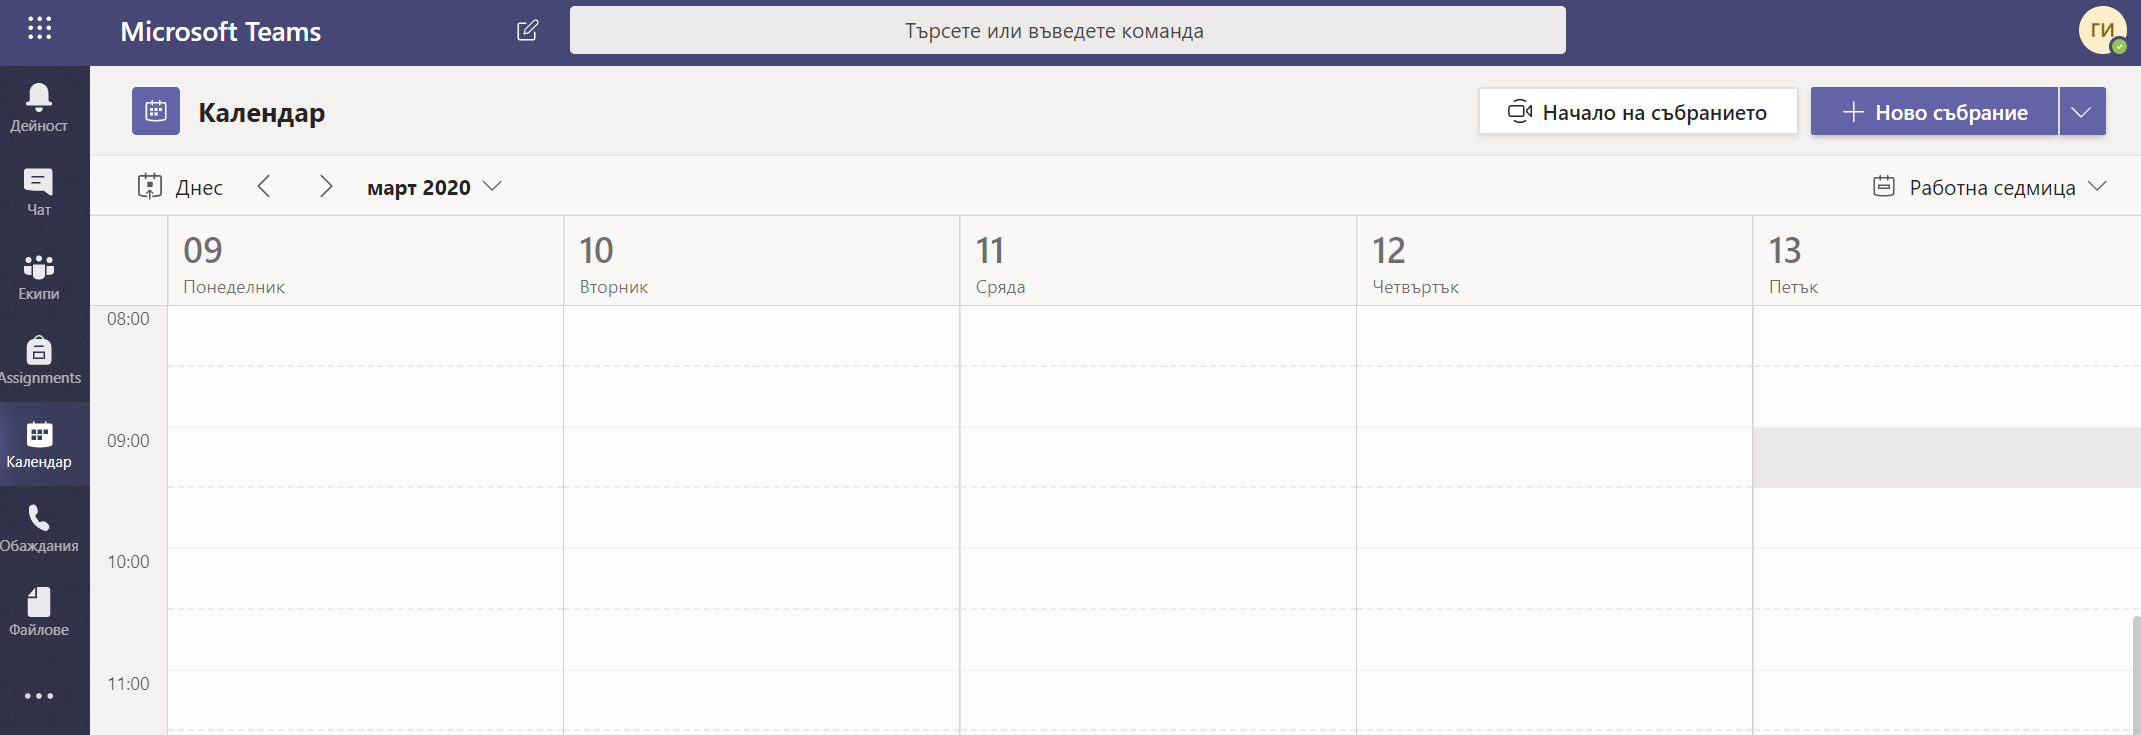 Microsoft Teams
Търсете или въведете команда
ГИ
Дейност
Чат
Екипи
Assignments
Календар
Обаждания
Файлове
Календар
Начало на събранието
Ново събрание
Днес
март 2020
Работна седмица
09
Понеделник
10
Вторник
11
Сряда
12
Четвъртък
13
Петък
08:00
09:00
10:00
11:00